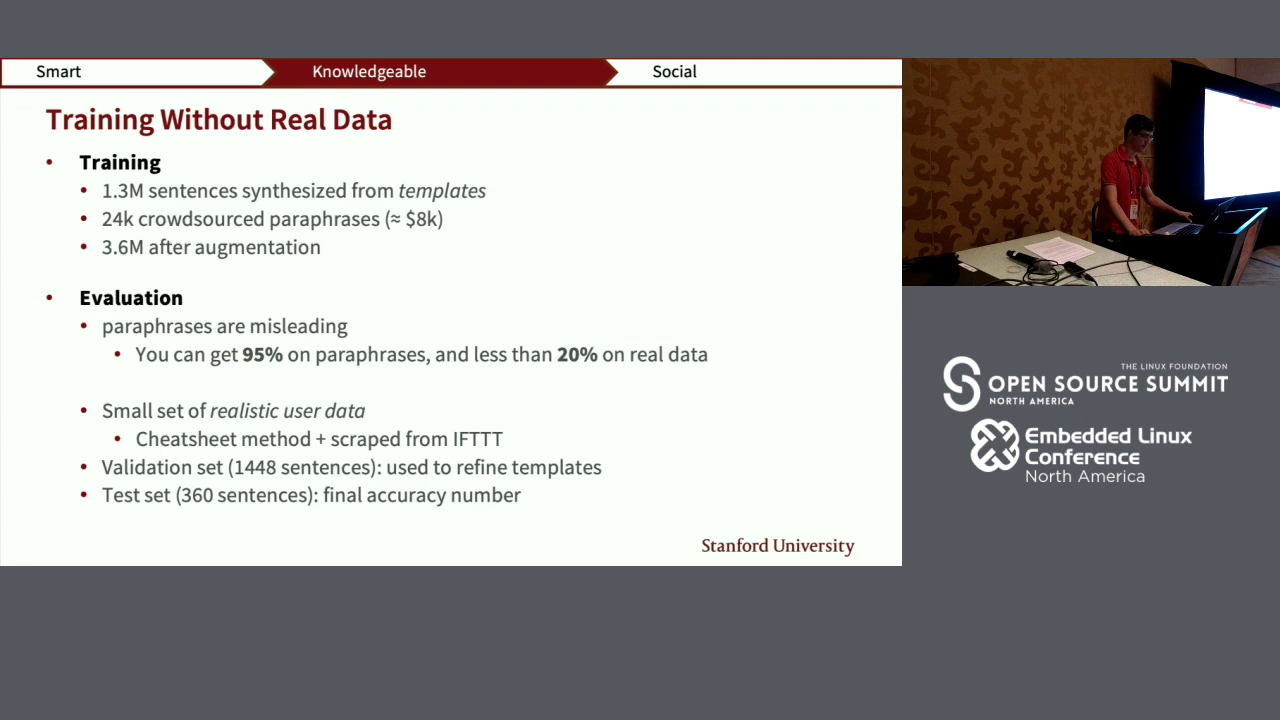 Smart
Knowledgeable
Social
Training Without Real Data
• Training
• 1.3M sentences synthesized from templates
• 24k crowdsourced paraphrases (≈ $8k)
• 3.6M after augmentation
• Evaluation
• paraphrases are misleading
• You can get 95% on paraphrases, and less than 20% on real data
• Small set of realistic user data
• Cheatsheet method + scraped from IFTTT
• Validation set (1448 sentences): used to refine templates
• Test set (360 sentences): final accuracy number
Stanford University
THE LINUX FOUNDATION
OPEN SOURCE SUMMIT
NORTH AMERICA
Embedded Linux
Conference
North America